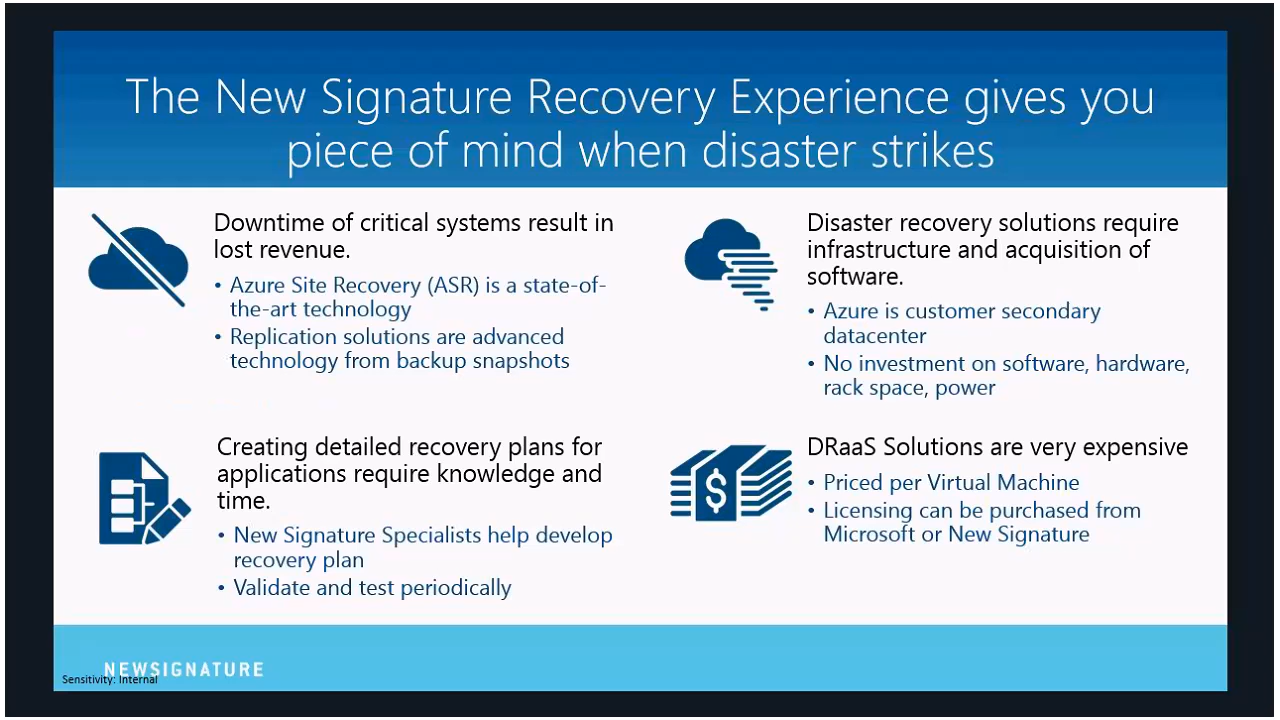 The New Signature Recovery Experience gives you
piece of mind when disaster strikes
Downtime of critical systems result in
lost revenue.
• Azure Site Recovery (ASR) is a state-of-
the-art technology
• Replication solutions are advanced
technology from backup snapshots
Disaster recovery solutions require
infrastructure and acquisition of
software.
• Azure is customer secondary
datacenter
• No investment on software, hardware,
rack space, power
Creating detailed recovery plans for
applications require knowledge and
time.
• New Signature Specialists help develop
recovery plan
• Validate and test periodically
$
DRaaS Solutions are very expensive
• Priced per Virtual Machine
• Licensing can be purchased from
Microsoft or New Signature
NEWSIGNATURE
Sensitivity: Internal